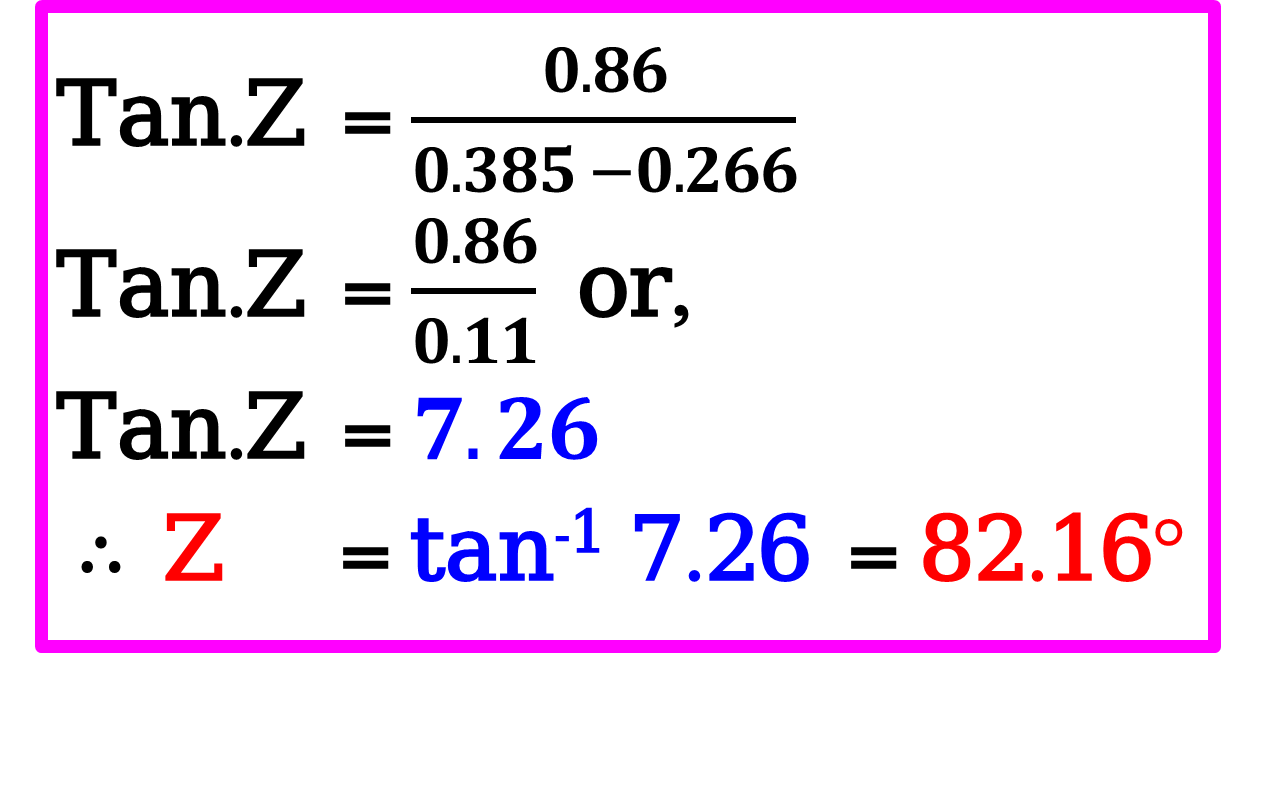 Tan.Z = 0.86 / 0.385 −0.266
Tan.Z = 0.86 / 0.11 or,
Tan.Z = 7. 26
∴ Z = tan⁻¹ 7.26 = 82.16°